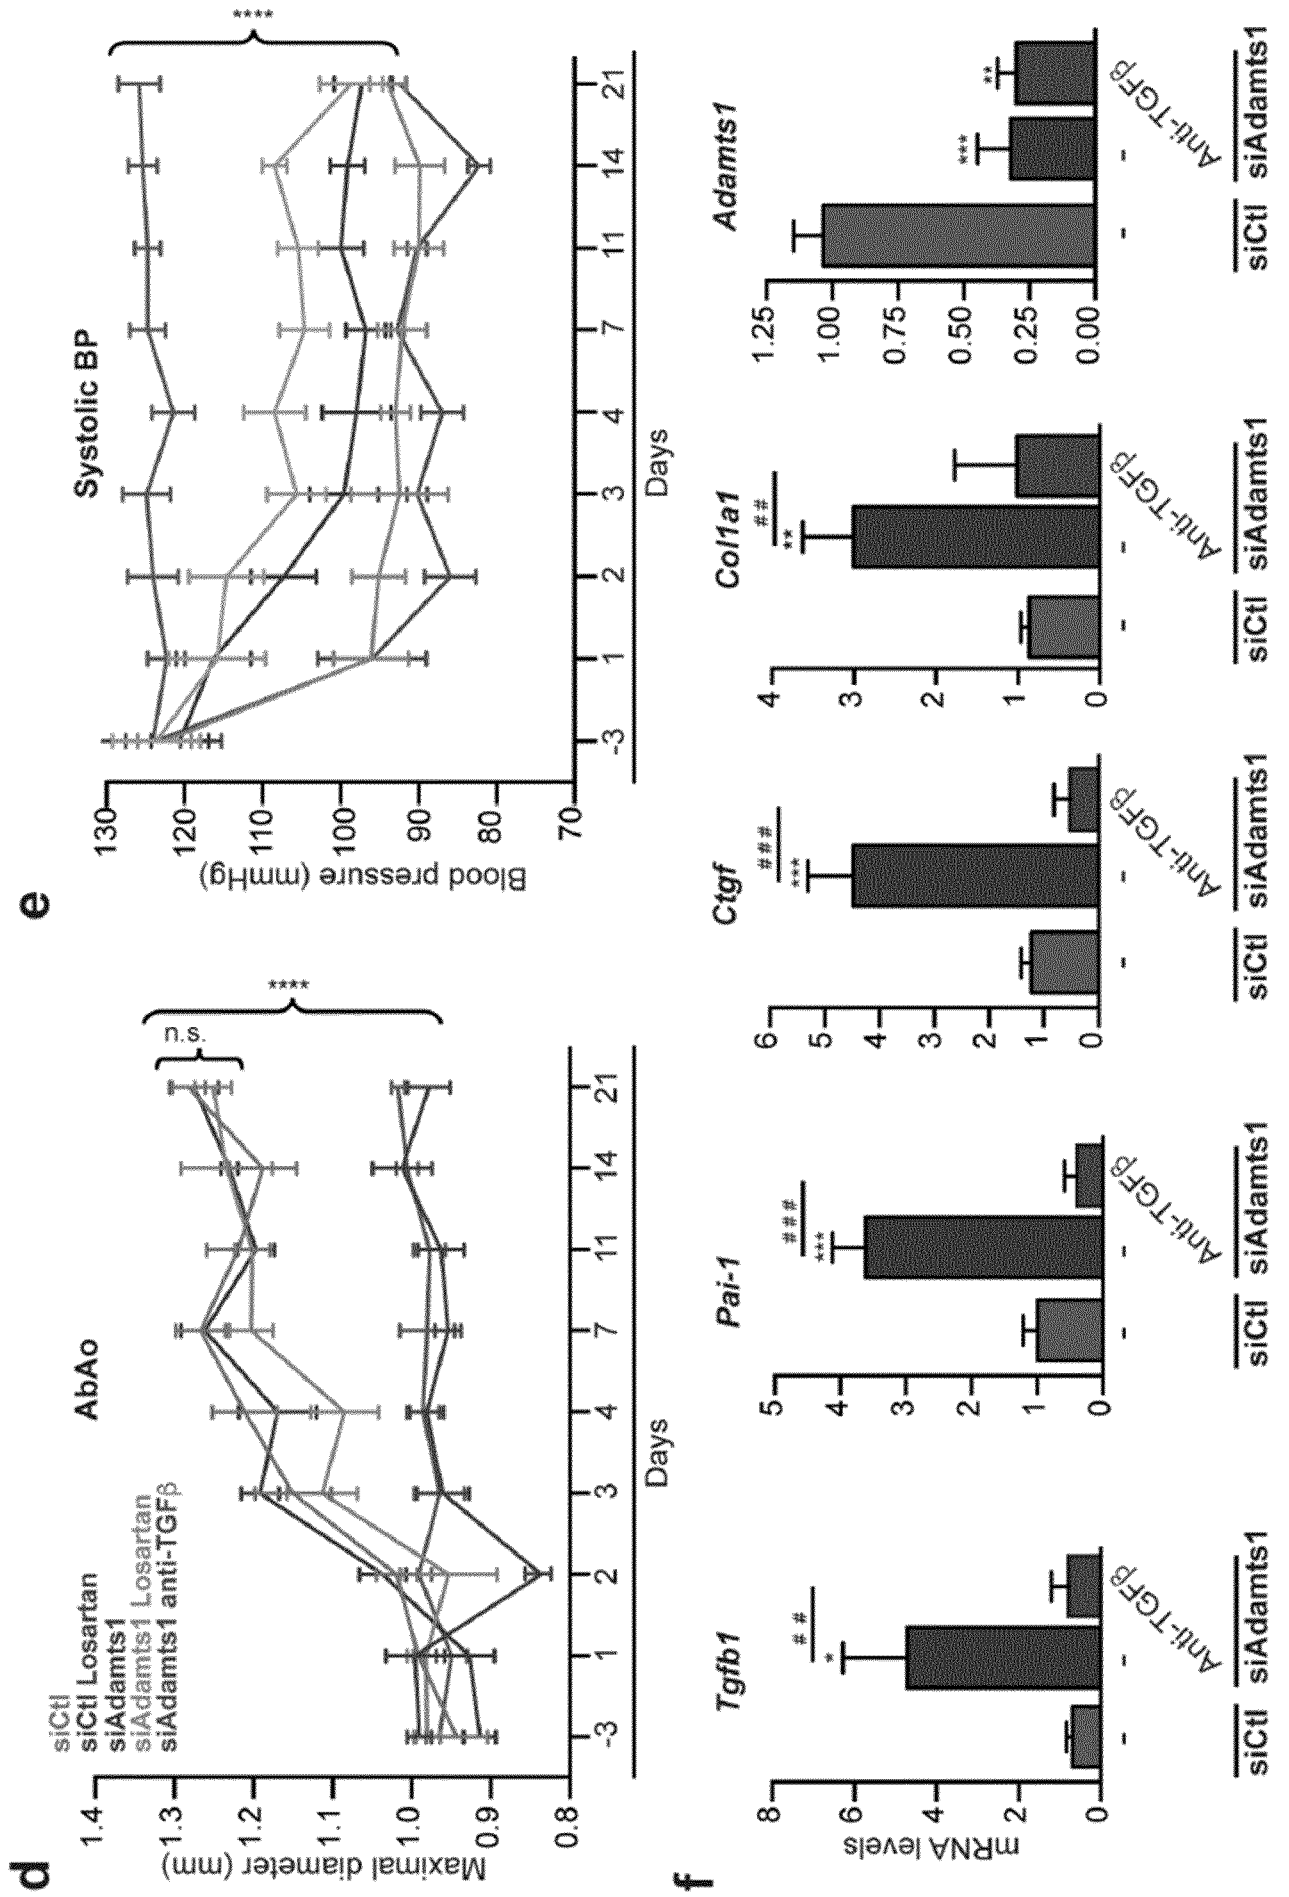 d
AbAo
siCtl
siCtl Losartan
siAdamts1
siAdamts1 Losartan
siAdamts1 anti-TGFβ
n.s.
****
Maximal diameter (mm)
1.4
1.3
1.2
1.1
1.0
0.9
0.8
-3 1 2 3 4 7 11 14 21
Days
e
Systolic BP
****
Blood pressure (mmHg)
130
120
110
100
90
80
70
-3 1 2 3 4 7 11 14 21
Days
f
mRNA levels
Tgfb1
8
6
4
2
0
##
*
- - Anti-TGFβ
siCtl siAdamts1
Pai-1
5
4
3
2
1
0
###
***
- - Anti-TGFβ
siCtl siAdamts1
Ctgf
6
5
4
3
2
1
0
###
***
- - Anti-TGFβ
siCtl siAdamts1
Col1a1
4
3
2
1
0
##
**
- - Anti-TGFβ
siCtl siAdamts1
Adamts1
1.25
1.00
0.75
0.50
0.25
0.00
***
**
- - Anti-TGFβ
siCtl siAdamts1